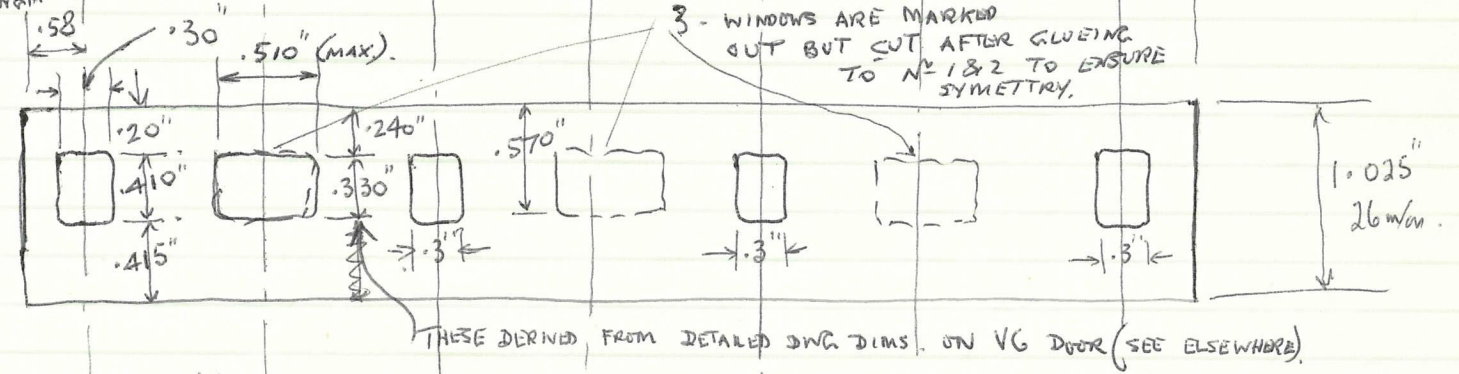 .58
.30"
.510" (MAX).
3 - WINDOWS ARE MARKED
OUT BUT CUT AFTER GLUEING
TO Nº 1 & 2 TO ENSURE
SYMETTRY.
.20"
.240"
.570"
.410"
.330"
1.025"
26 m/m.
.415"
.3"
.3"
.3"
THESE DERIVED FROM DETAILED DWG DIMS. ON VG DOOR (SEE ELSEWHERE).